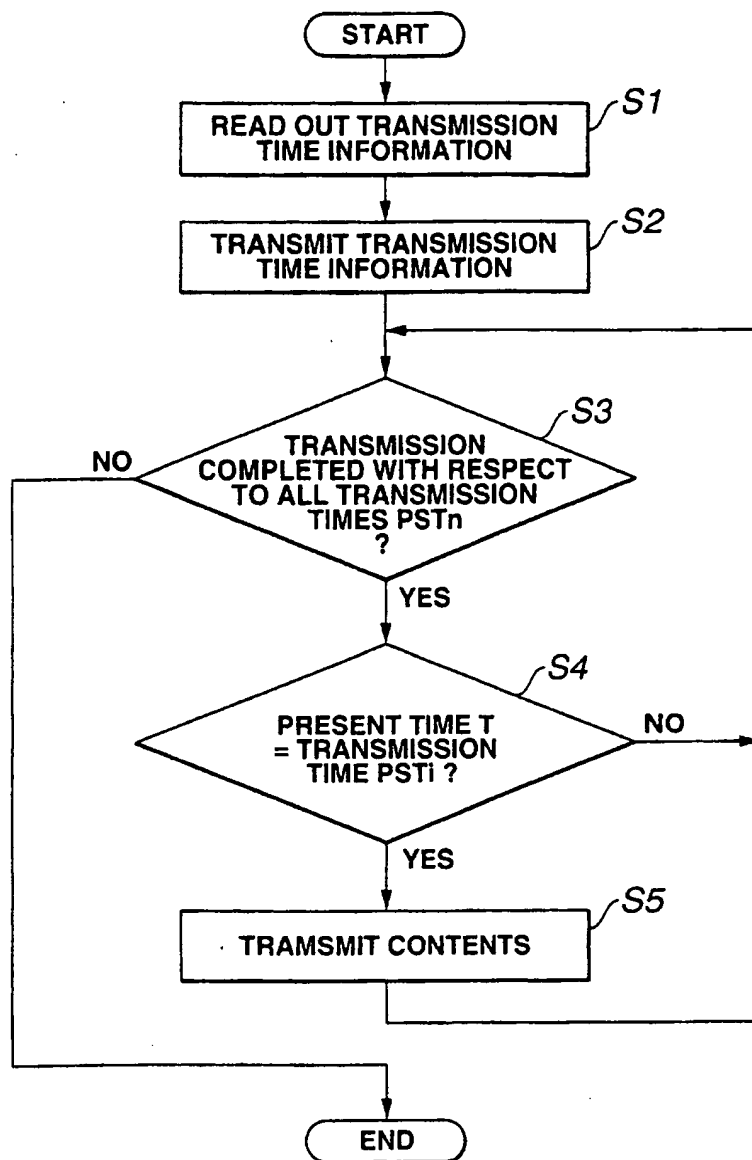 START
S1
READ OUT TRANSMISSION
TIME INFORMATION
S2
TRANSMIT TRANSMISSION
TIME INFORMATION
S3
NO
TRANSMISSION
COMPLETED WITH RESPECT
TO ALL TRANSMISSION
TIMES PSTn
?
YES
S4
PRESENT TIME T
= TRANSMISSION
TIME PSTi ?
NO
YES
S5
TRAMSMIT CONTENTS
END